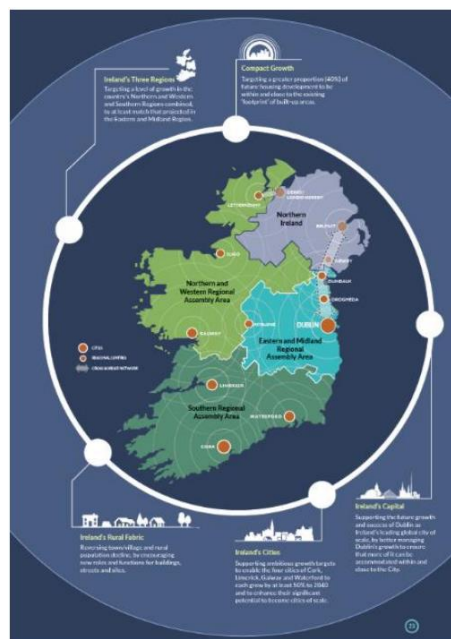 Ireland's Three Regions
Targeting a level of growth in the
country's Northern and Western
and Southern Regions combined,
to at least match that projected in
the Eastern and Midland Region.
Compact Growth
Targeting a greater proportion (40%) of
future housing development to be
within and close to the existing
'footprint' of built-up areas.
LETTERKENNY
Northern
Ireland
BELFAST
SLIGO
NEWRY
DUNDALK
DROGHEDA
Northern and
Western Regional
Assembly Area
ATHLONE
DUBLIN
GALWAY
Eastern and Midland
Regional
Assembly Area
CITIES
REGIONAL CENTRES
CROSS BORDER NETWORK
LIMERICK
Southern Regional
Assembly Area
WATERFORD
CORK
Ireland's Rural Fabric
Reversing town/village and rural
population decline, by encouraging
new roles and functions for buildings,
streets and sites.
Ireland's Cities
Supporting ambitious growth targets
to enable the four cities of Cork,
Limerick, Galway and Waterford to
each grow by at least 50% to 2040
and to enhance their significant
potential to become cities of scale.
Ireland's Capital
Supporting the future growth
and success of Dublin as
Ireland's leading global city of
scale, by better managing
Dublin's growth to ensure
that more of it can be
accommodated within and
close to the City.